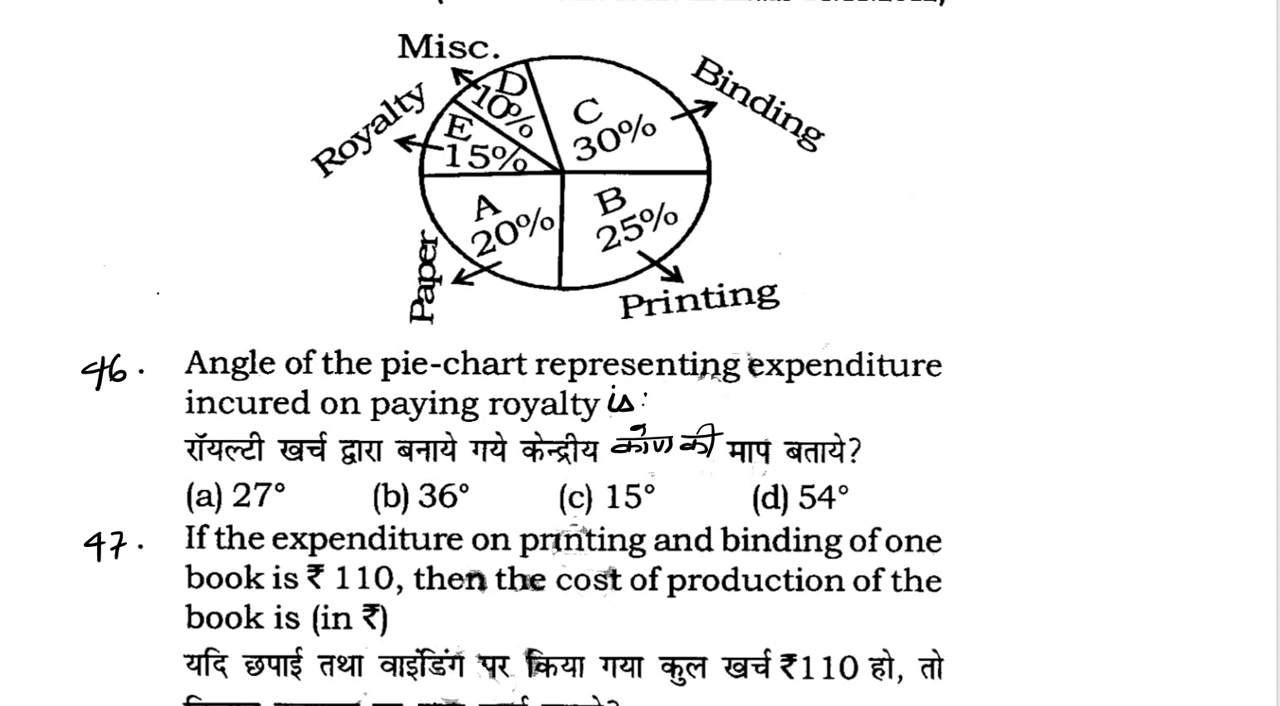 Misc.
Binding
Royalty
D
10%
C
30%
E
15%
A
20%
B
25%
Paper
Printing
46. Angle of the pie-chart representing expenditure
incured on paying royalty is:
रॉयल्टी खर्च द्वारा बनाये गये केन्द्रीय कोण की माप बताये?
(a) 27° (b) 36° (c) 15° (d) 54°
47. If the expenditure on printing and binding of one
book is ₹ 110, then the cost of production of the
book is (in ₹)
यदि छपाई तथा वाइंडिंग पर किया गया कुल खर्च ₹110 हो, तो